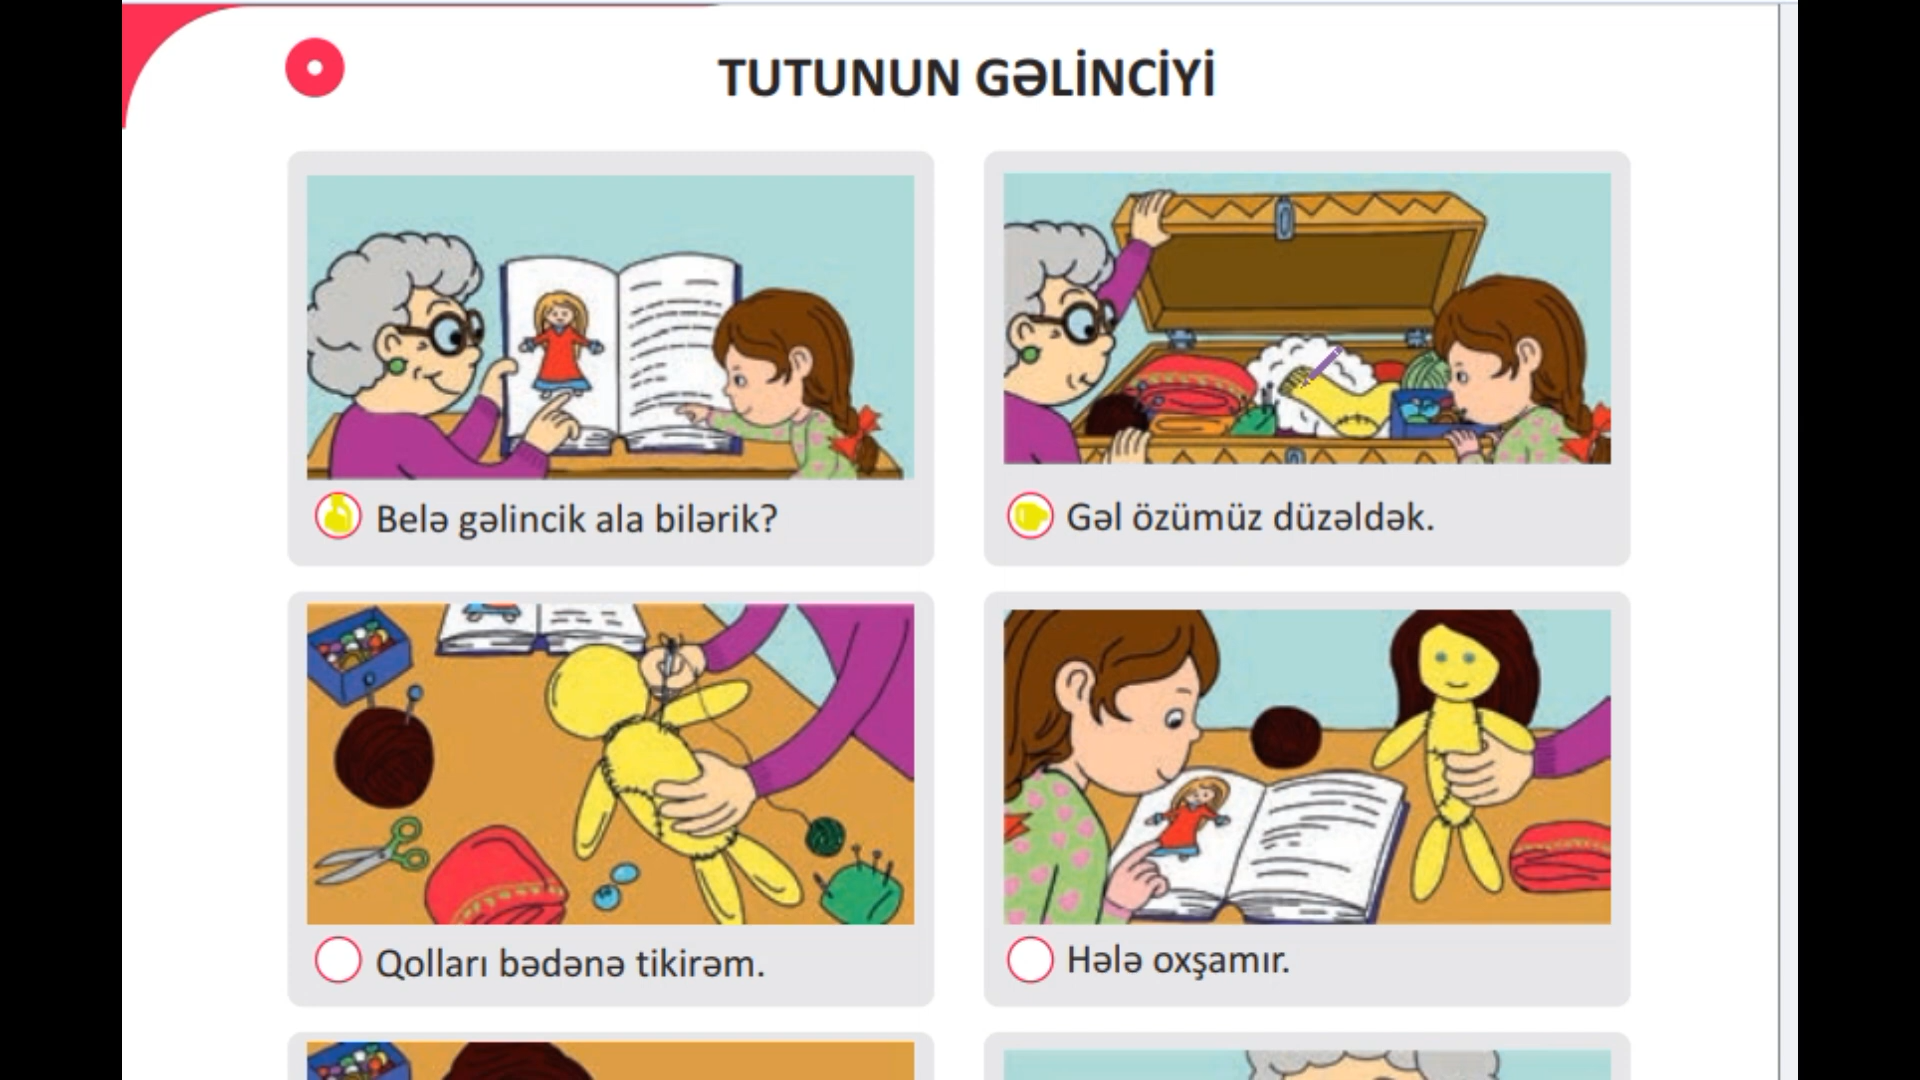 TUTUNUN GƏLİNCİYİ
Belə gəlincik ala bilərik?
Gəl özümüz düzəldək.
Qolları bədənə tikirəm.
Hələ oxşamır.